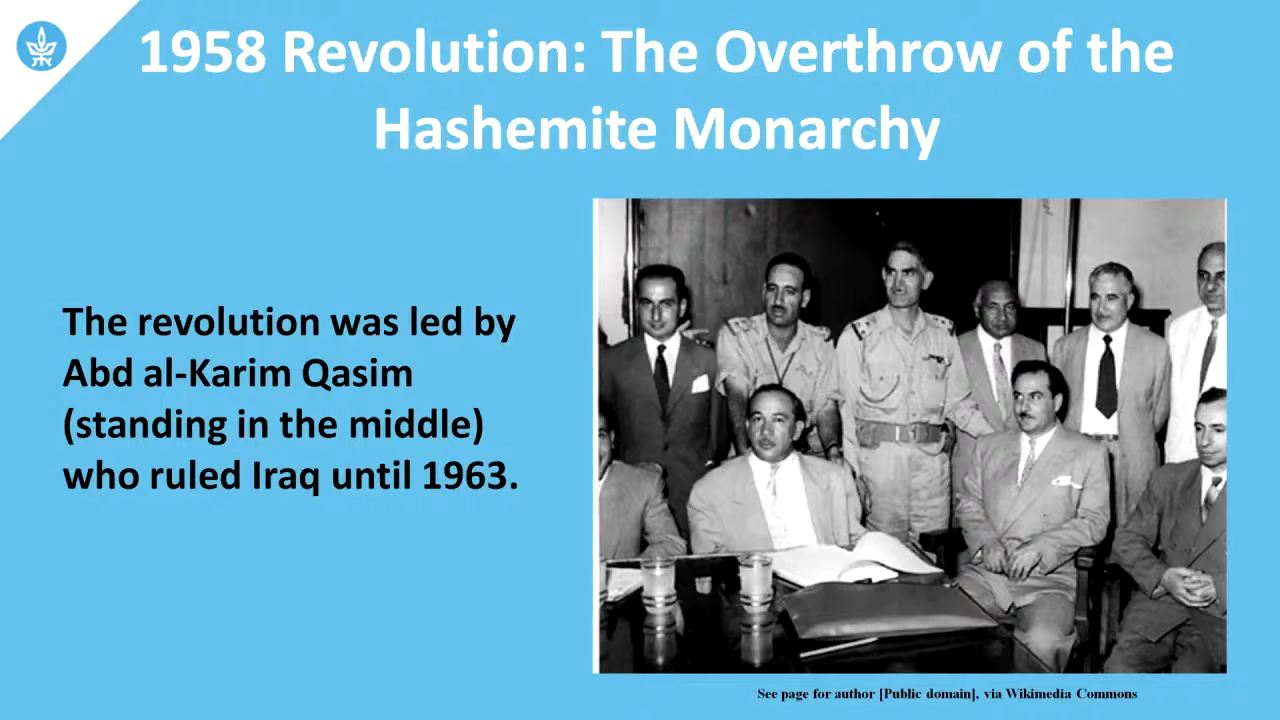 1958 Revolution: The Overthrow of the
Hashemite Monarchy
The revolution was led by
Abd al-Karim Qasim
(standing in the middle)
who ruled Iraq until 1963.
See page for author [Public domain], via Wikimedia Commons